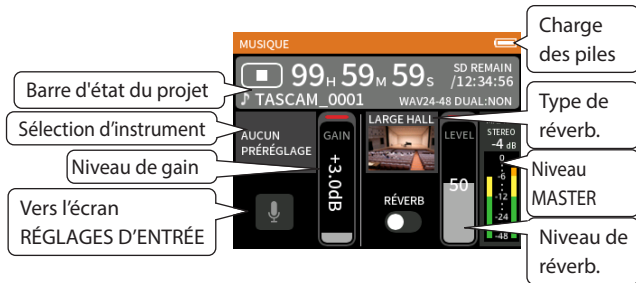 Charge
des piles
MUSIQUE
99H 59M 59S
SD REMAIN
/12:34:56
♪ TASCAM_0001
WAV24-48 DUAL:NON
Barre d'état du projet
Type de
réverb.
Sélection d’instrument
AUCUN
PRÉRÉGLAGE
GAIN
LARGE HALL
LEVEL
STEREO
-4 dB
Niveau de gain
+3.0dB
50
0
-6
-12
-24
-48
Niveau
MASTER
Vers l’écran
RÉGLAGES D’ENTRÉE
RÉVERB
Niveau de
réverb.